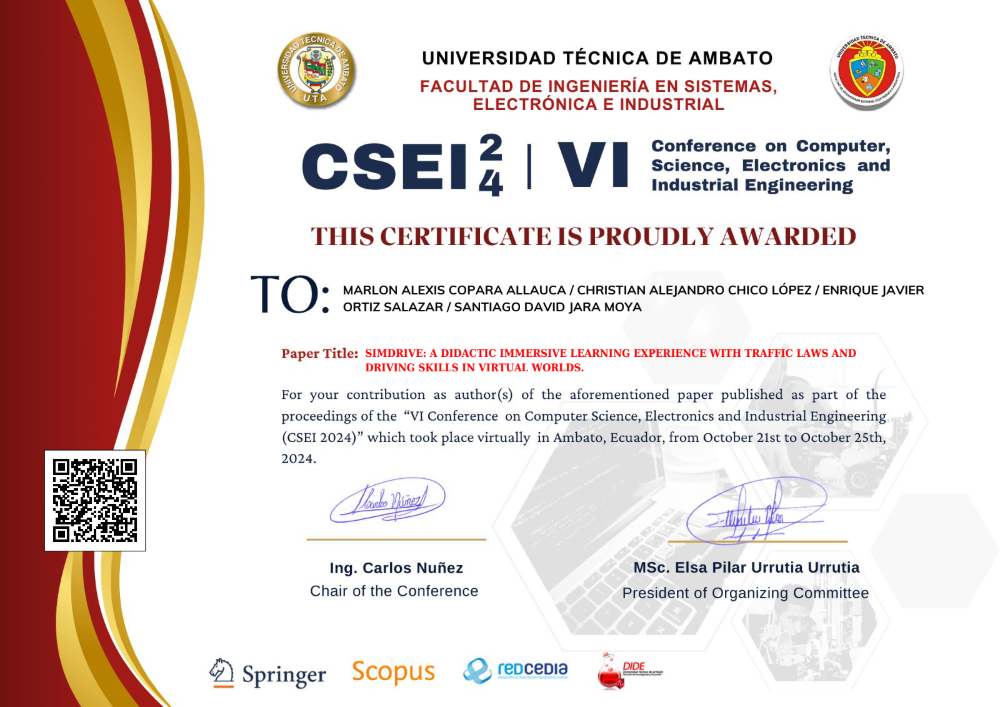 UNIVERSIDAD TÉCNICA DE AMBATO
UTA
UNIVERSIDAD TÉCNICA DE AMBATO
FACULTAD DE INGENIERÍA EN SISTEMAS,
ELECTRÓNICA E INDUSTRIAL
UNIVERSIDAD TECNICA DE AMBATO
CSEI 24 | VI
Conference on Computer,
Science, Electronics and
Industrial Engineering
THIS CERTIFICATE IS PROUDLY AWARDED
TO: MARLON ALEXIS COPARA ALLAUCA / CHRISTIAN ALEJANDRO CHICO LÓPEZ / ENRIQUE JAVIER
ORTIZ SALAZAR / SANTIAGO DAVID JARA MOYA
Paper Title: SIMDRIVE: A DIDACTIC IMMERSIVE LEARNING EXPERIENCE WITH TRAFFIC LAWS AND
DRIVING SKILLS IN VIRTUAL WORLDS.
For your contribution as author(s) of the aforementioned paper published as part of the
proceedings of the “VI Conference on Computer Science, Electronics and Industrial Engineering
(CSEI 2024)” which took place virtually in Ambato, Ecuador, from October 21st to October 25th,
2024.
Ing. Carlos Nuñez
Chair of the Conference
MSc. Elsa Pilar Urrutia Urrutia
President of Organizing Committee
Springer
Scopus
redcedia
DIDE